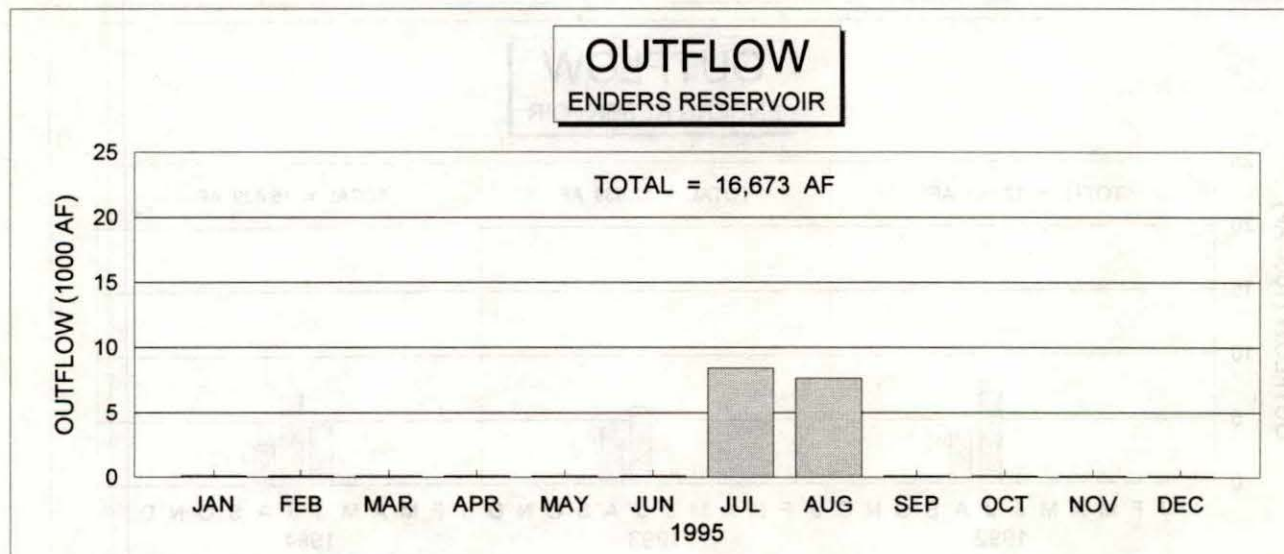 OUTFLOW
ENDERS RESERVOIR
TOTAL = 16,673 AF
OUTFLOW (1000 AF)
25
20
15
10
5
0
JAN FEB MAR APR MAY JUN JUL AUG SEP OCT NOV DEC
1995